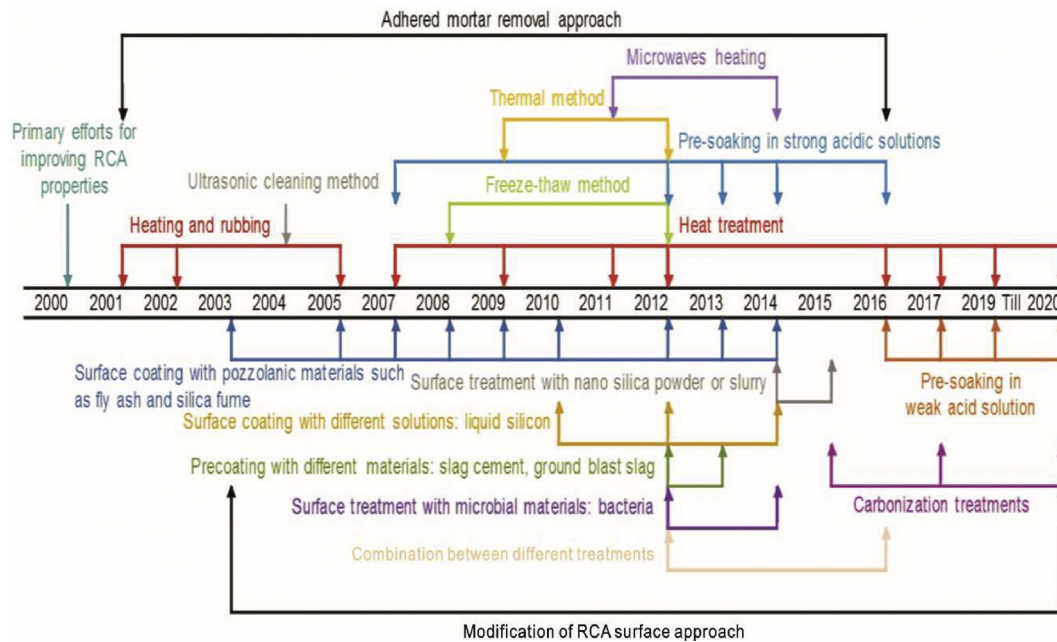 Adhered mortar removal approach
Microwaves heating
Thermal method
Primary efforts for
improving RCA
properties
Pre-soaking in strong acidic solutions
Ultrasonic cleaning method
Freeze-thaw method
Heating and rubbing
Heat treatment
2000 2001 2002 2003 2004 2005 2007 2008 2009 2010 2011 2012 2013 2014 2015 2016 2017 2019 Till 2020
Surface coating with pozzolanic materials such
as fly ash and silica fume
Surface treatment with nano silica powder or slurry
Pre-soaking in
weak acid solution
Surface coating with different solutions: liquid silicon
Precoating with different materials: slag cement, ground blast slag
Surface treatment with microbial materials: bacteria
Carbonization treatments
Combination between different treatments
Modification of RCA surface approach